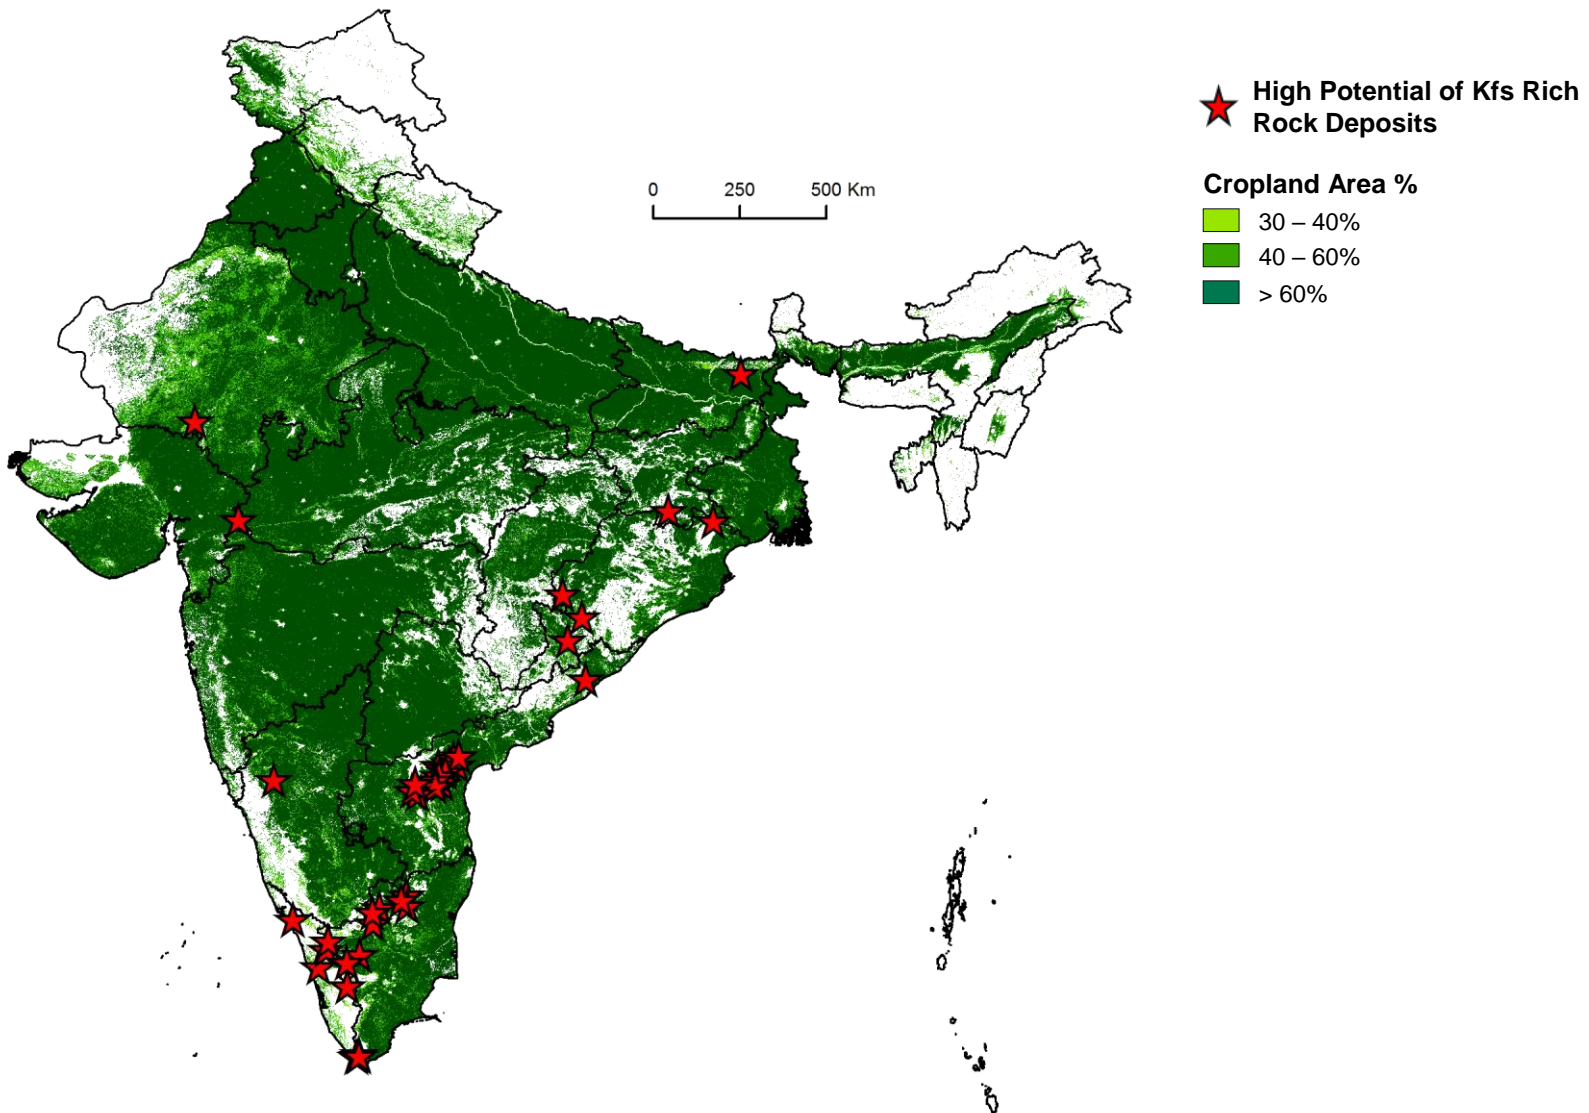 High Potential of Kfs Rich
Rock Deposits
0 250 500 Km
Cropland Area %
30 – 40%
40 – 60%
> 60%